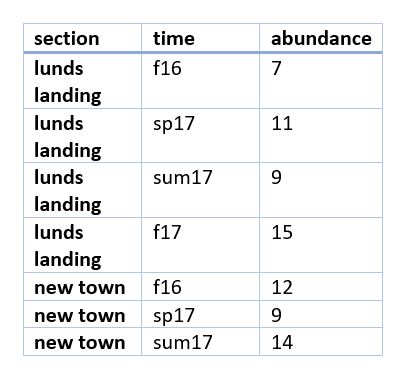 section time abundance
lunds landing f16 7
lunds landing sp17 11
lunds landing sum17 9
lunds landing f17 15
new town f16 12
new town sp17 9
new town sum17 14